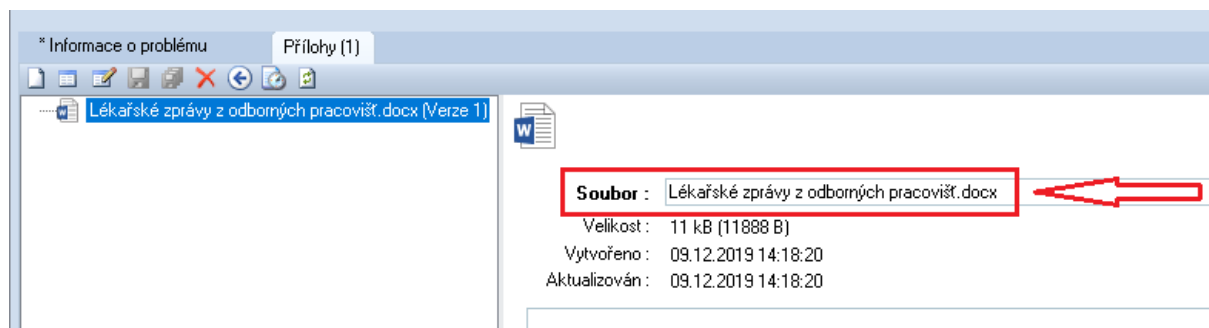 * Informace o problému
Přílohy (1)
Lékařské zprávy z odborných pracovišť.docx (Verze 1)
Soubor : Lékařské zprávy z odborných pracovišť.docx
Velikost : 11 kB (11888 B)
Vytvořeno : 09.12.2019 14:18:20
Aktualizován : 09.12.2019 14:18:20